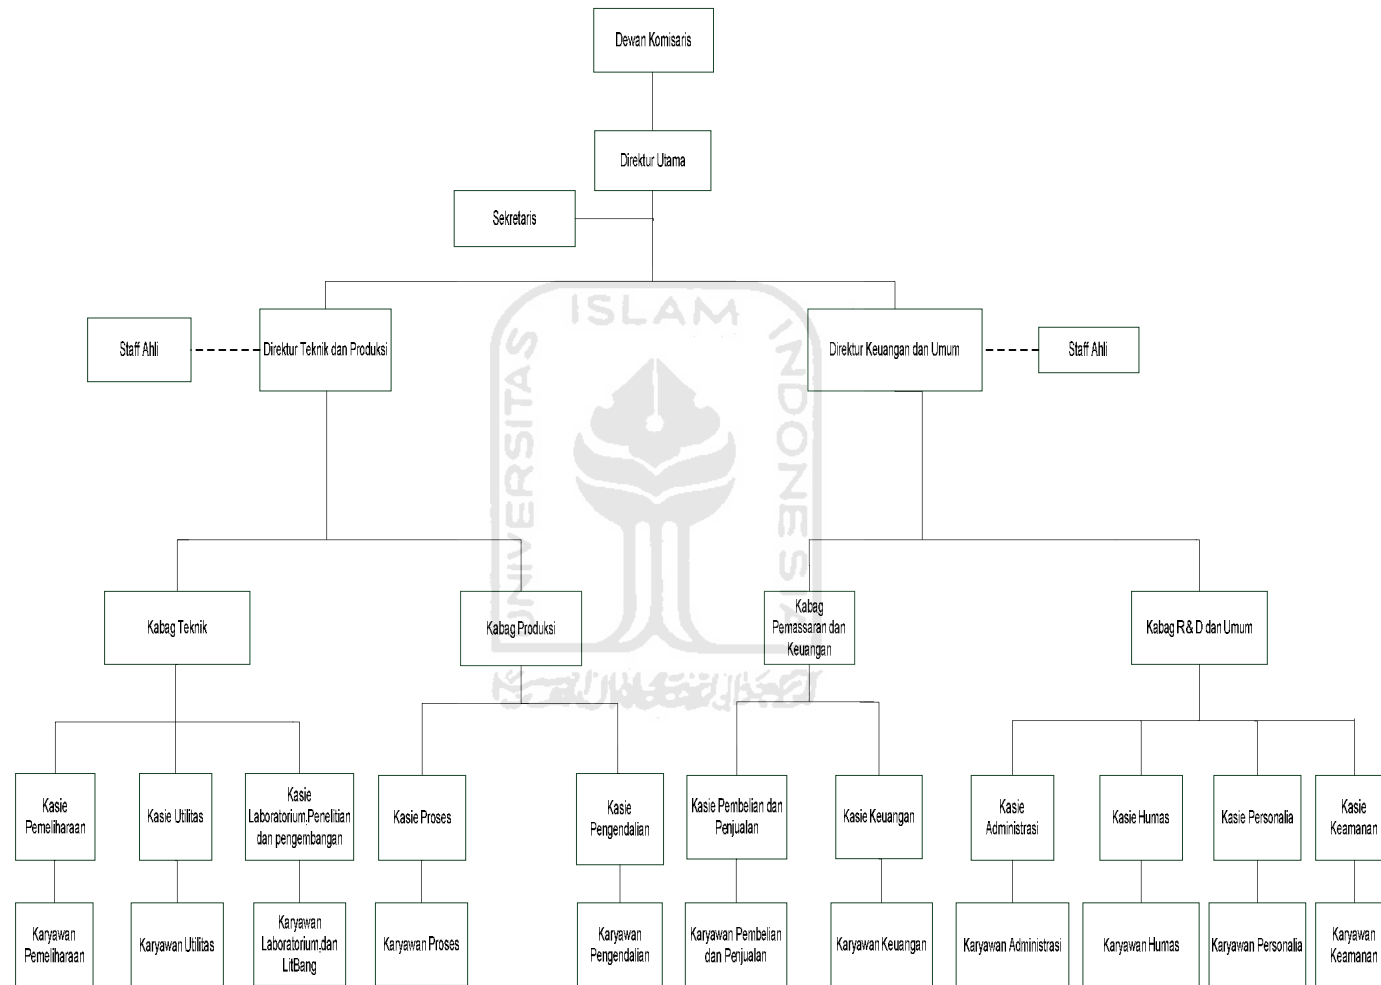 Dewan Komisaris
Direktur Utama
Sekretaris
ISLAM
UNIVERSITAS
INDONESIA
Staff Ahli
Direktur Teknik dan Produksi
Direktur Keuangan dan Umum
Staff Ahli
Kabag Teknik
Kabag Produksi
Kabag
Pemassaran dan
Keuangan
Kabag R & D dan Umum
Kasie
Pemeliharaan
Kasie Utilitas
Kasie
Laboratorium,Penelitian
dan pengembangan
Kasie Proses
Kasie
Pengendalian
Kasie Pembelian dan
Penjualan
Kasie Keuangan
Kasie
Administrasi
Kasie Humas
Kasie Personalia
Kasie
Keamanan
Karyawan
Pemeliharaan
Karyawan Utilitas
Karyawan
Laboratorium,dan
LitBang
Karyawan Proses
Karyawan
Pengendalian
Karyawan Pembelian
dan Penjualan
Karyawan Keuangan
Karyawan Administrasi
Karyawan Humas
Karyawan Personalia
Karyawan
Keamanan